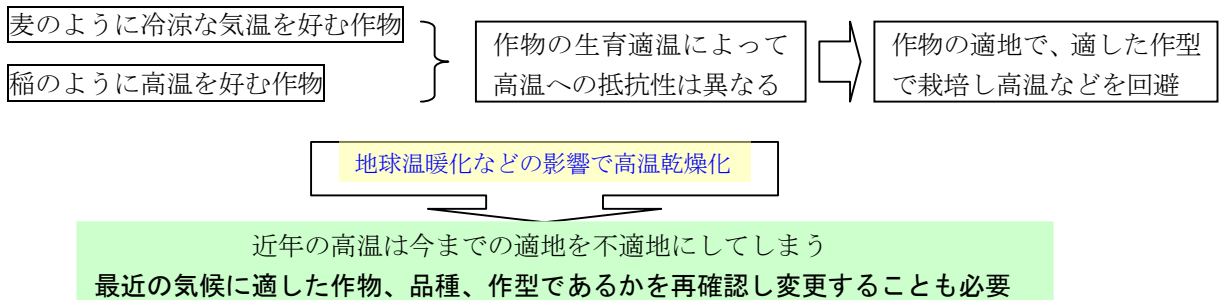 麦のように冷涼な気温を好む作物
稲のように高温を好む作物
作物の生育適温によって
高温への抵抗性は異なる
作物の適地で、適した作型
で栽培し高温などを回避
地球温暖化などの影響で高温乾燥化
近年の高温は今までの適地を不適地にしてしまう
最近の気候に適した作物、品種、作型であるかを再確認し変更することも必要